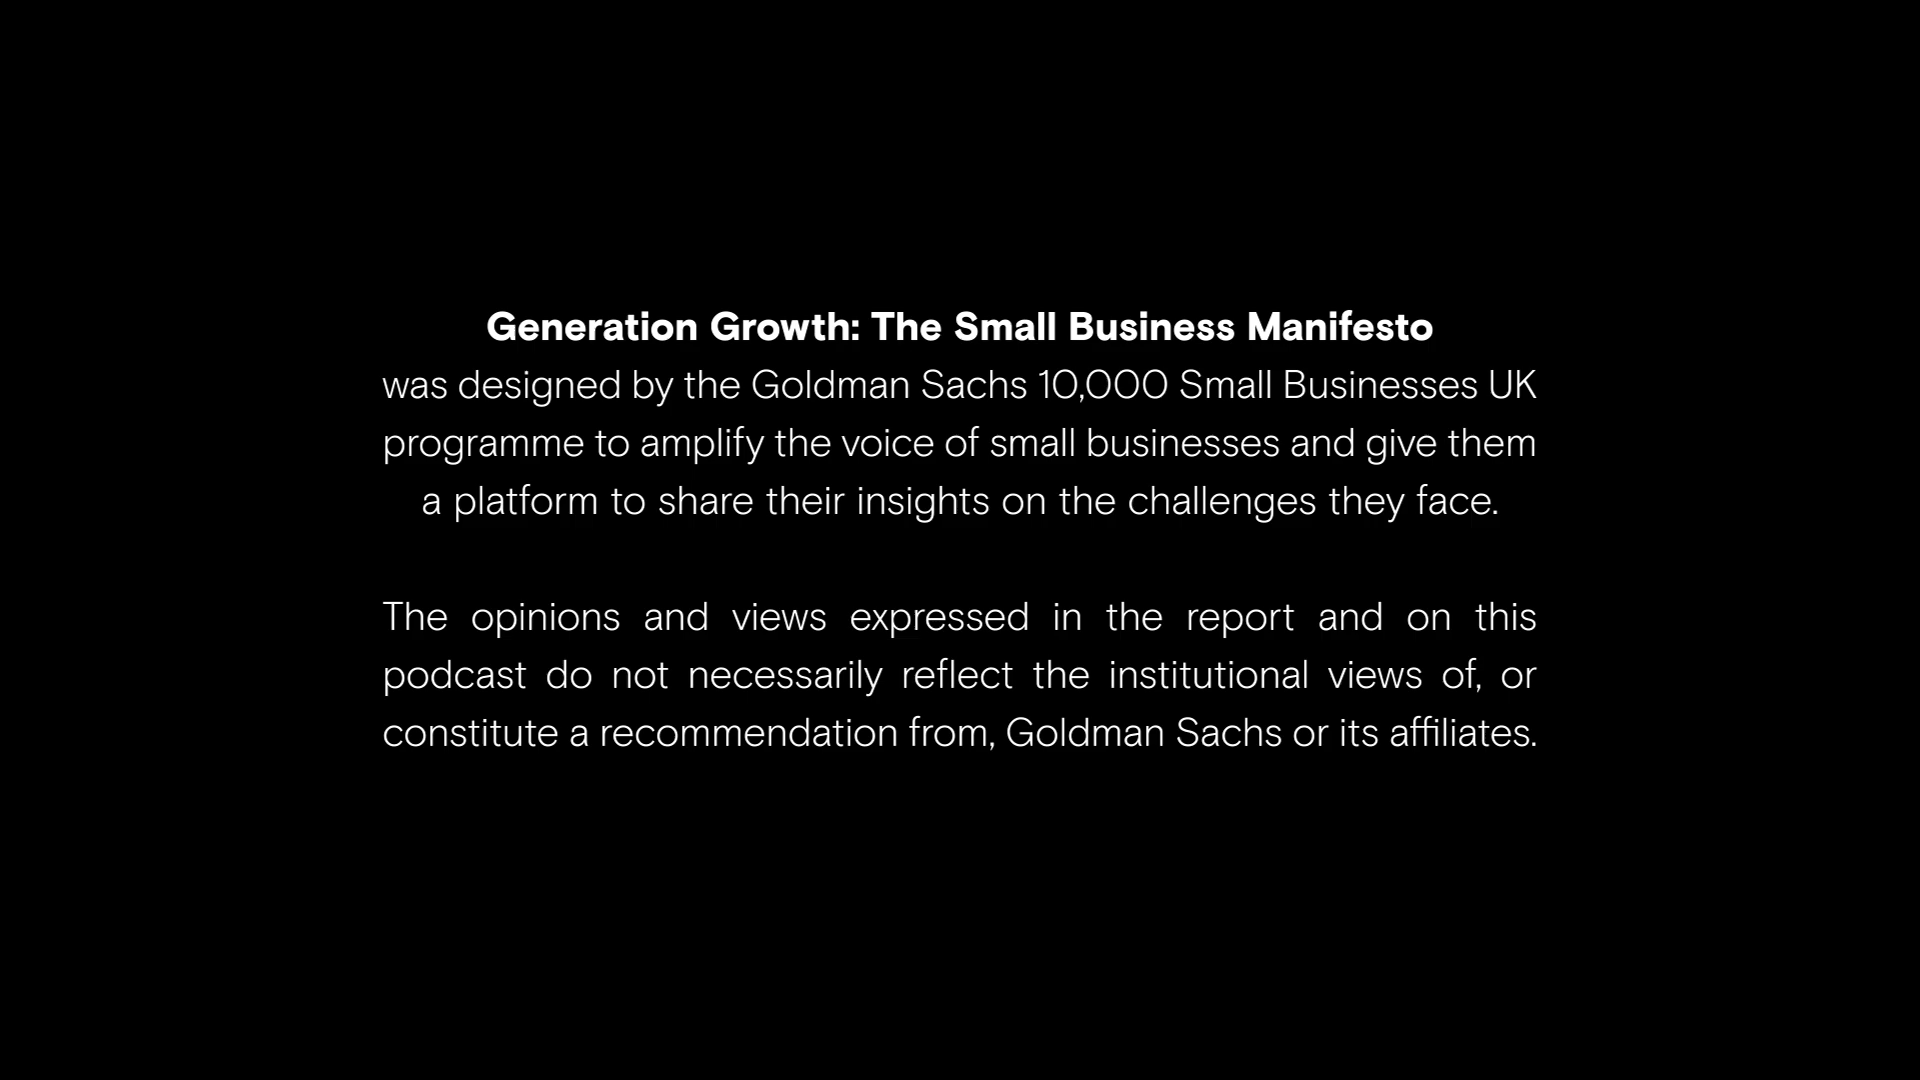 Generation Growth: The Small Business Manifesto
was designed by the Goldman Sachs 10,000 Small Businesses UK
programme to amplify the voice of small businesses and give them
a platform to share their insights on the challenges they face.
The opinions and views expressed in the report and on this
podcast do not necessarily reflect the institutional views of, or
constitute a recommendation from, Goldman Sachs or its affiliates.